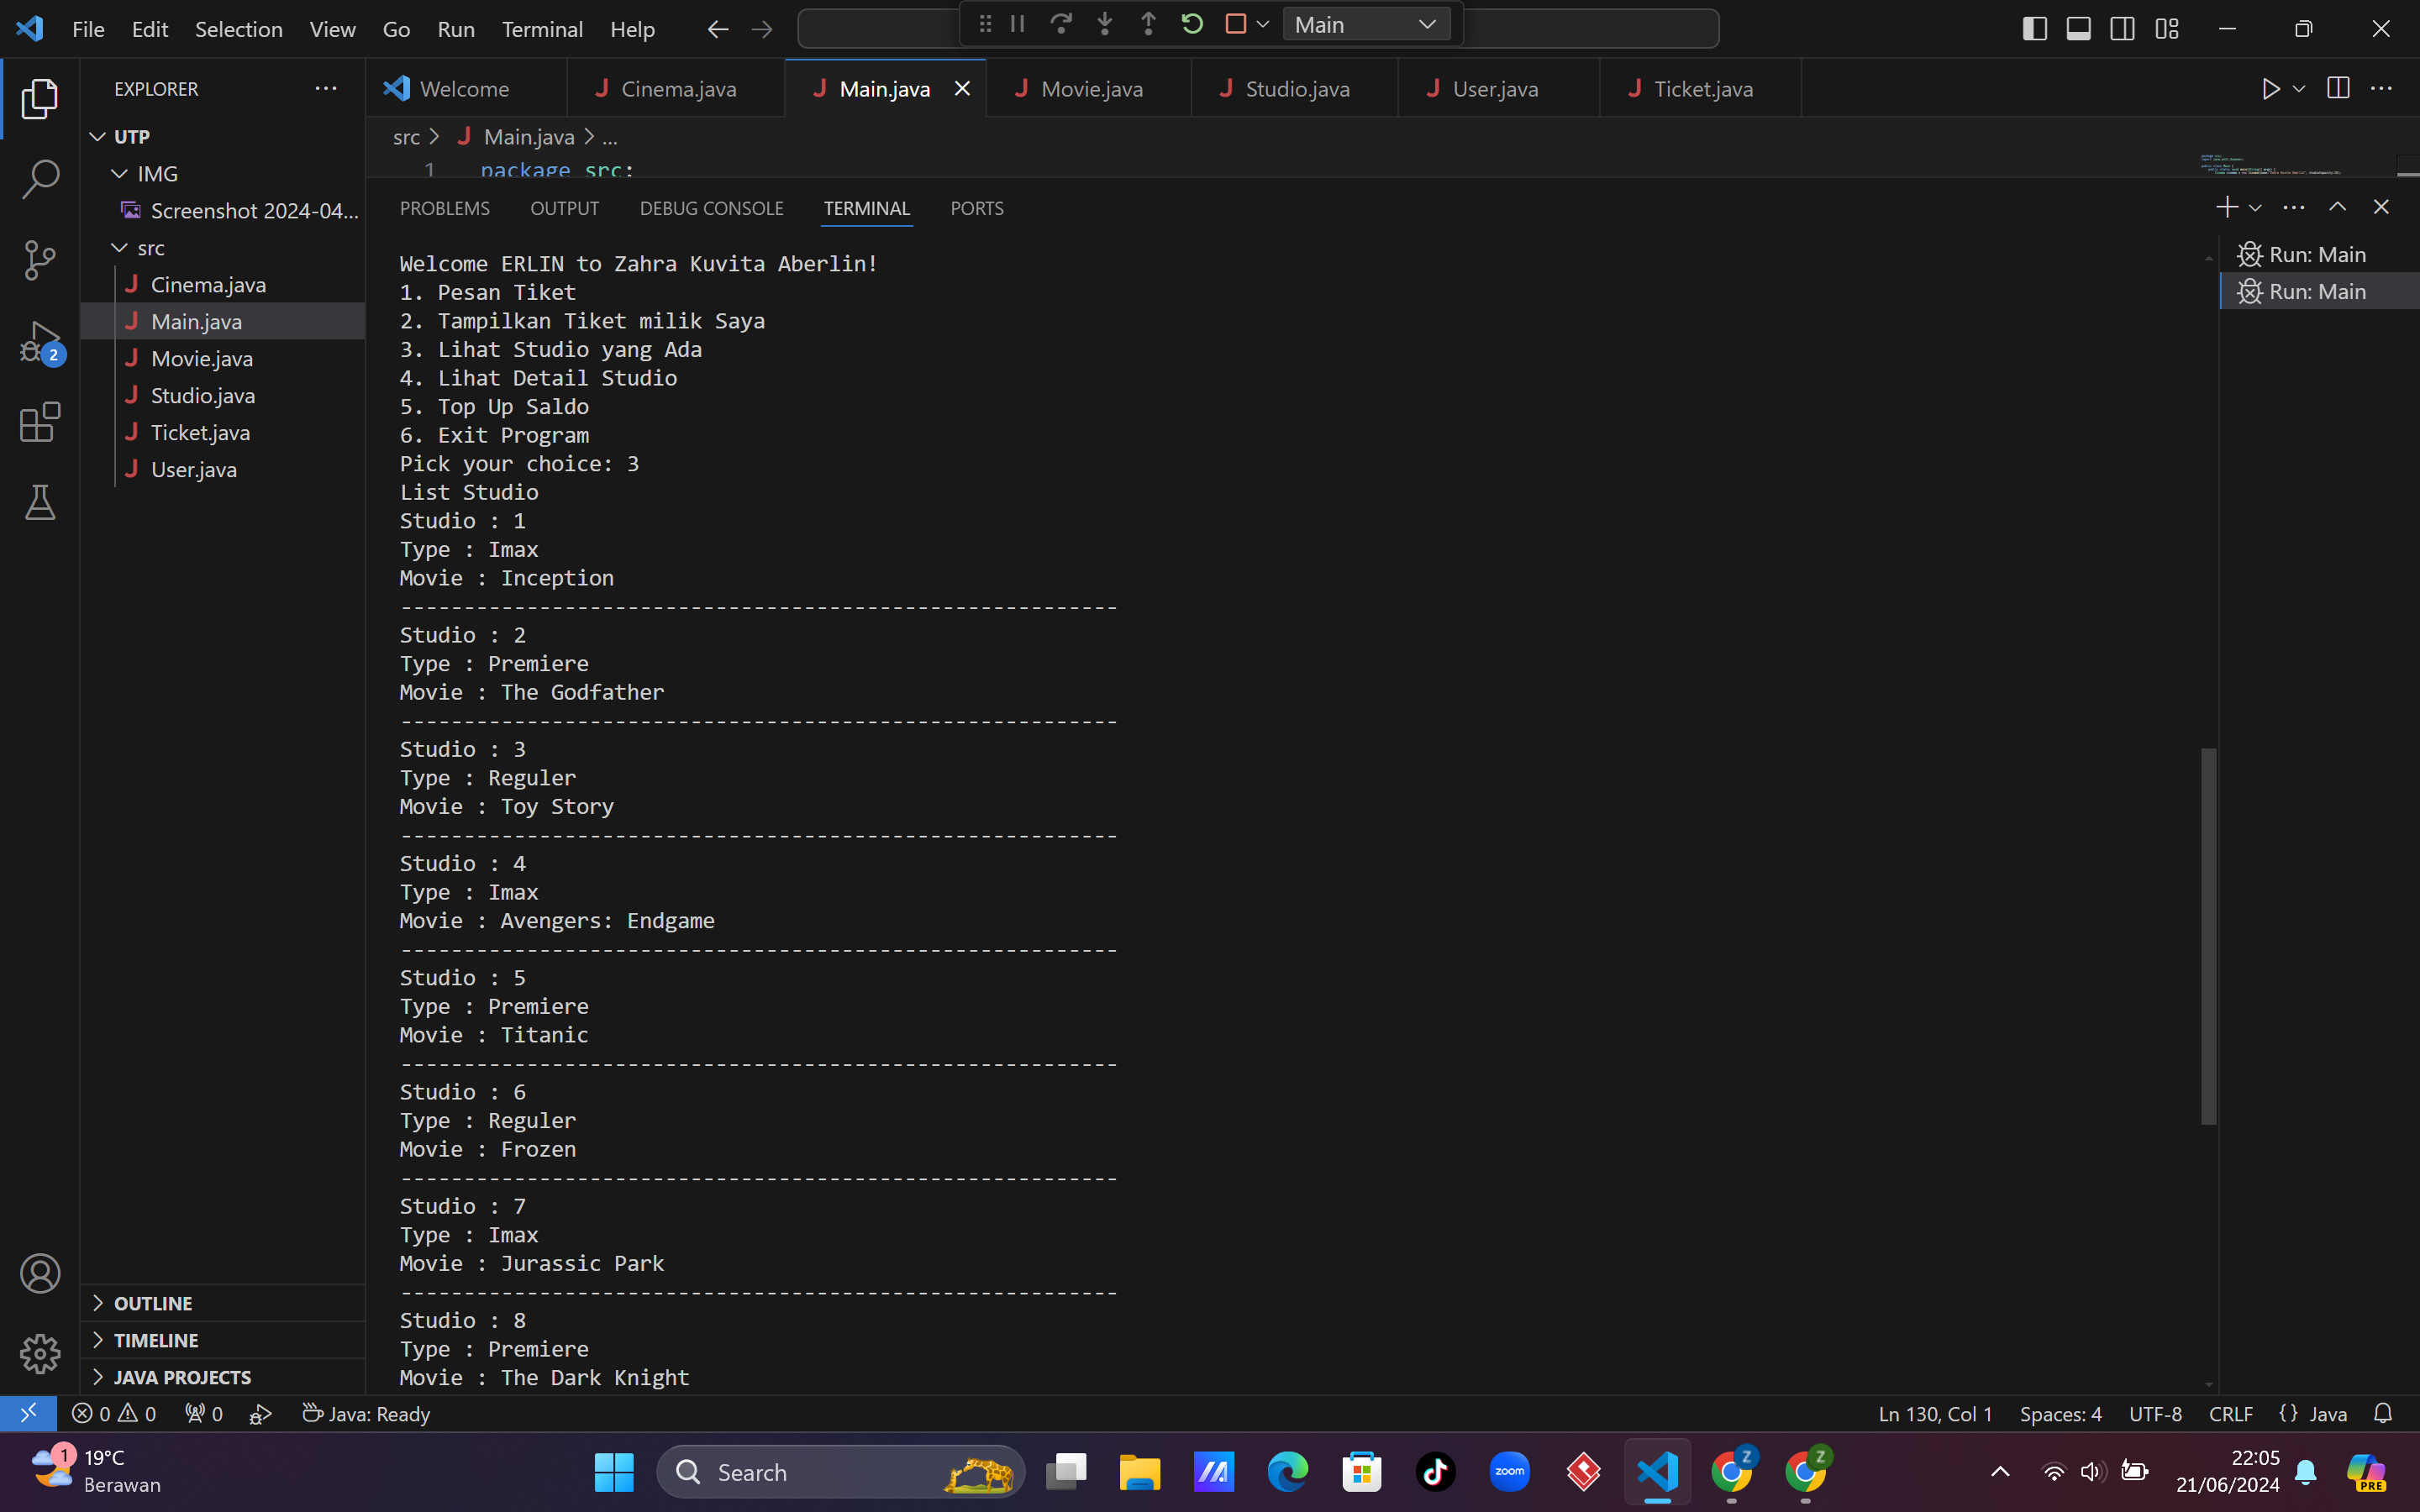 File Edit Selection View Go Run Terminal Help
Main
EXPLORER
Welcome
Cinema.java
Main.java
Movie.java
Studio.java
User.java
Ticket.java
UTP
IMG
Screenshot 2024-04...
src
Cinema.java
Main.java
Movie.java
Studio.java
Ticket.java
User.java
2
OUTLINE
TIMELINE
JAVA PROJECTS
src > Main.java > ...
1 package src;
PROBLEMS OUTPUT DEBUG CONSOLE TERMINAL PORTS
Run: Main
Run: Main
Welcome ERLIN to Zahra Kuvita Aberlin!
1. Pesan Tiket
2. Tampilkan Tiket milik Saya
3. Lihat Studio yang Ada
4. Lihat Detail Studio
5. Top Up Saldo
6. Exit Program
Pick your choice: 3
List Studio
Studio : 1
Type : Imax
Movie : Inception
---------------------------------------------------------
Studio : 2
Type : Premiere
Movie : The Godfather
---------------------------------------------------------
Studio : 3
Type : Reguler
Movie : Toy Story
---------------------------------------------------------
Studio : 4
Type : Imax
Movie : Avengers: Endgame
---------------------------------------------------------
Studio : 5
Type : Premiere
Movie : Titanic
---------------------------------------------------------
Studio : 6
Type : Reguler
Movie : Frozen
---------------------------------------------------------
Studio : 7
Type : Imax
Movie : Jurassic Park
---------------------------------------------------------
Studio : 8
Type : Premiere
Movie : The Dark Knight
0 0 0 Java: Ready
Ln 130, Col 1 Spaces: 4 UTF-8 CRLF {} Java
1
19°C
Berawan
Search
zoom
Z
Z
22:05
21/06/2024
PRE